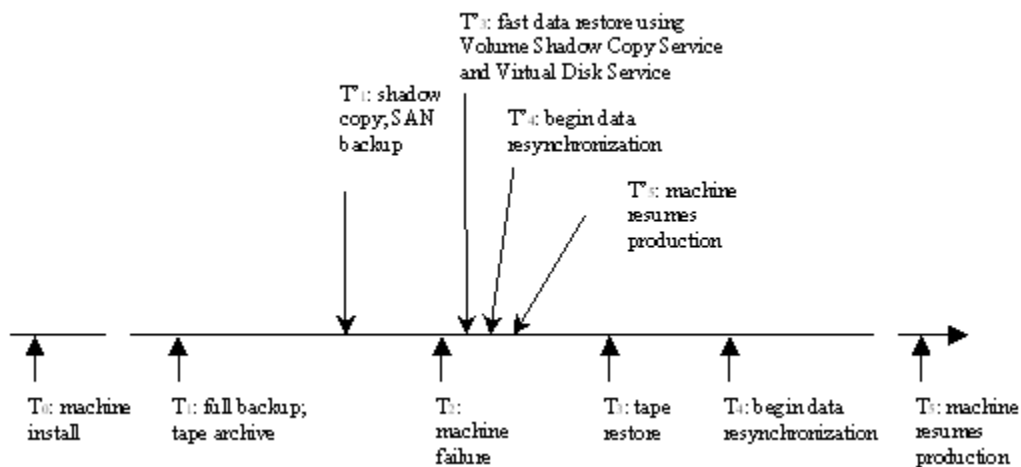 T'3: fast data restore using
Volume Shadow Copy Service
and Virtual Disk Service
T'1: shadow
copy; SAN
backup
T'4: begin data
resynchronization
T'5: machine
resumes
production
T0: machine
install
T1: full backup;
tape archive
T2:
machine
failure
T3: tape
restore
T4: begin data
resynchronization
T5: machine
resumes
production